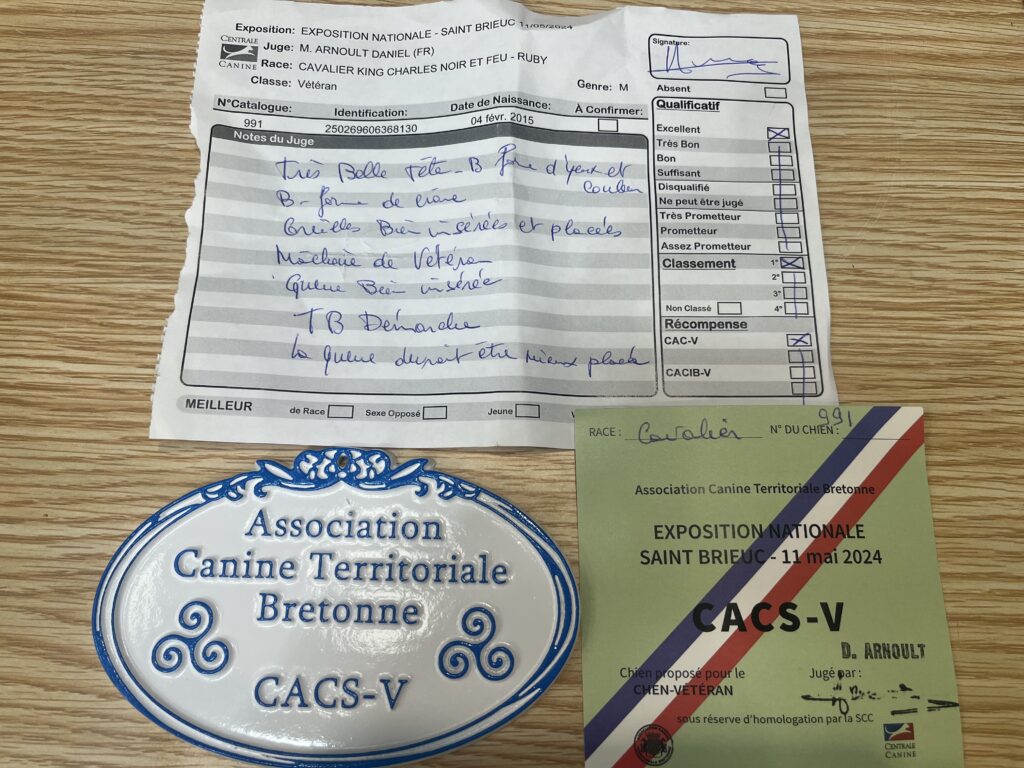 Exposition: EXPOSITION NATIONALE - SAINT BRIEUC 11/05/2024
CENTRALE CANINE
Juge: M. ARNOULT DANIEL (FR)
Race: CAVALIER KING CHARLES NOIR ET FEU - RUBY
Classe: Vétéran
Genre: M
N°Catalogue: Identification: Date de Naissance: À Confirmer:
991 250269606368130 04 févr. 2015
Notes du Juge
Très Belle tête - B forme d'yeux et
couleur
B - forme de crâne
Oreilles Bien insérées et placées
Mâchoire de Vétéran
Queue Bien insérée
TB Démarche
La queue devrait être mieux placée
MEILLEUR de Race Sexe Opposé Jeune
Signature:
Absent
Qualificatif
Excellent
Très Bon
Bon
Suffisant
Disqualifié
Ne peut être jugé
Très Prometteur
Prometteur
Assez Prometteur
Classement 1°
2°
3°
Non Classé 4°
Récompense
CAC-V
CACIB-V
Association
Canine Territoriale
Bretonne
CACS-V
RACE: Cavalier N° DU CHIEN: 991
Association Canine Territoriale Bretonne
EXPOSITION NATIONALE
SAINT BRIEUC - 11 mai 2024
CACS-V
D. ARNOULT
Chien proposé pour le Jugé par :
CHEN-VETÉRAN
sous réserve d'homologation par la SCC
CENTRALE
CANINE